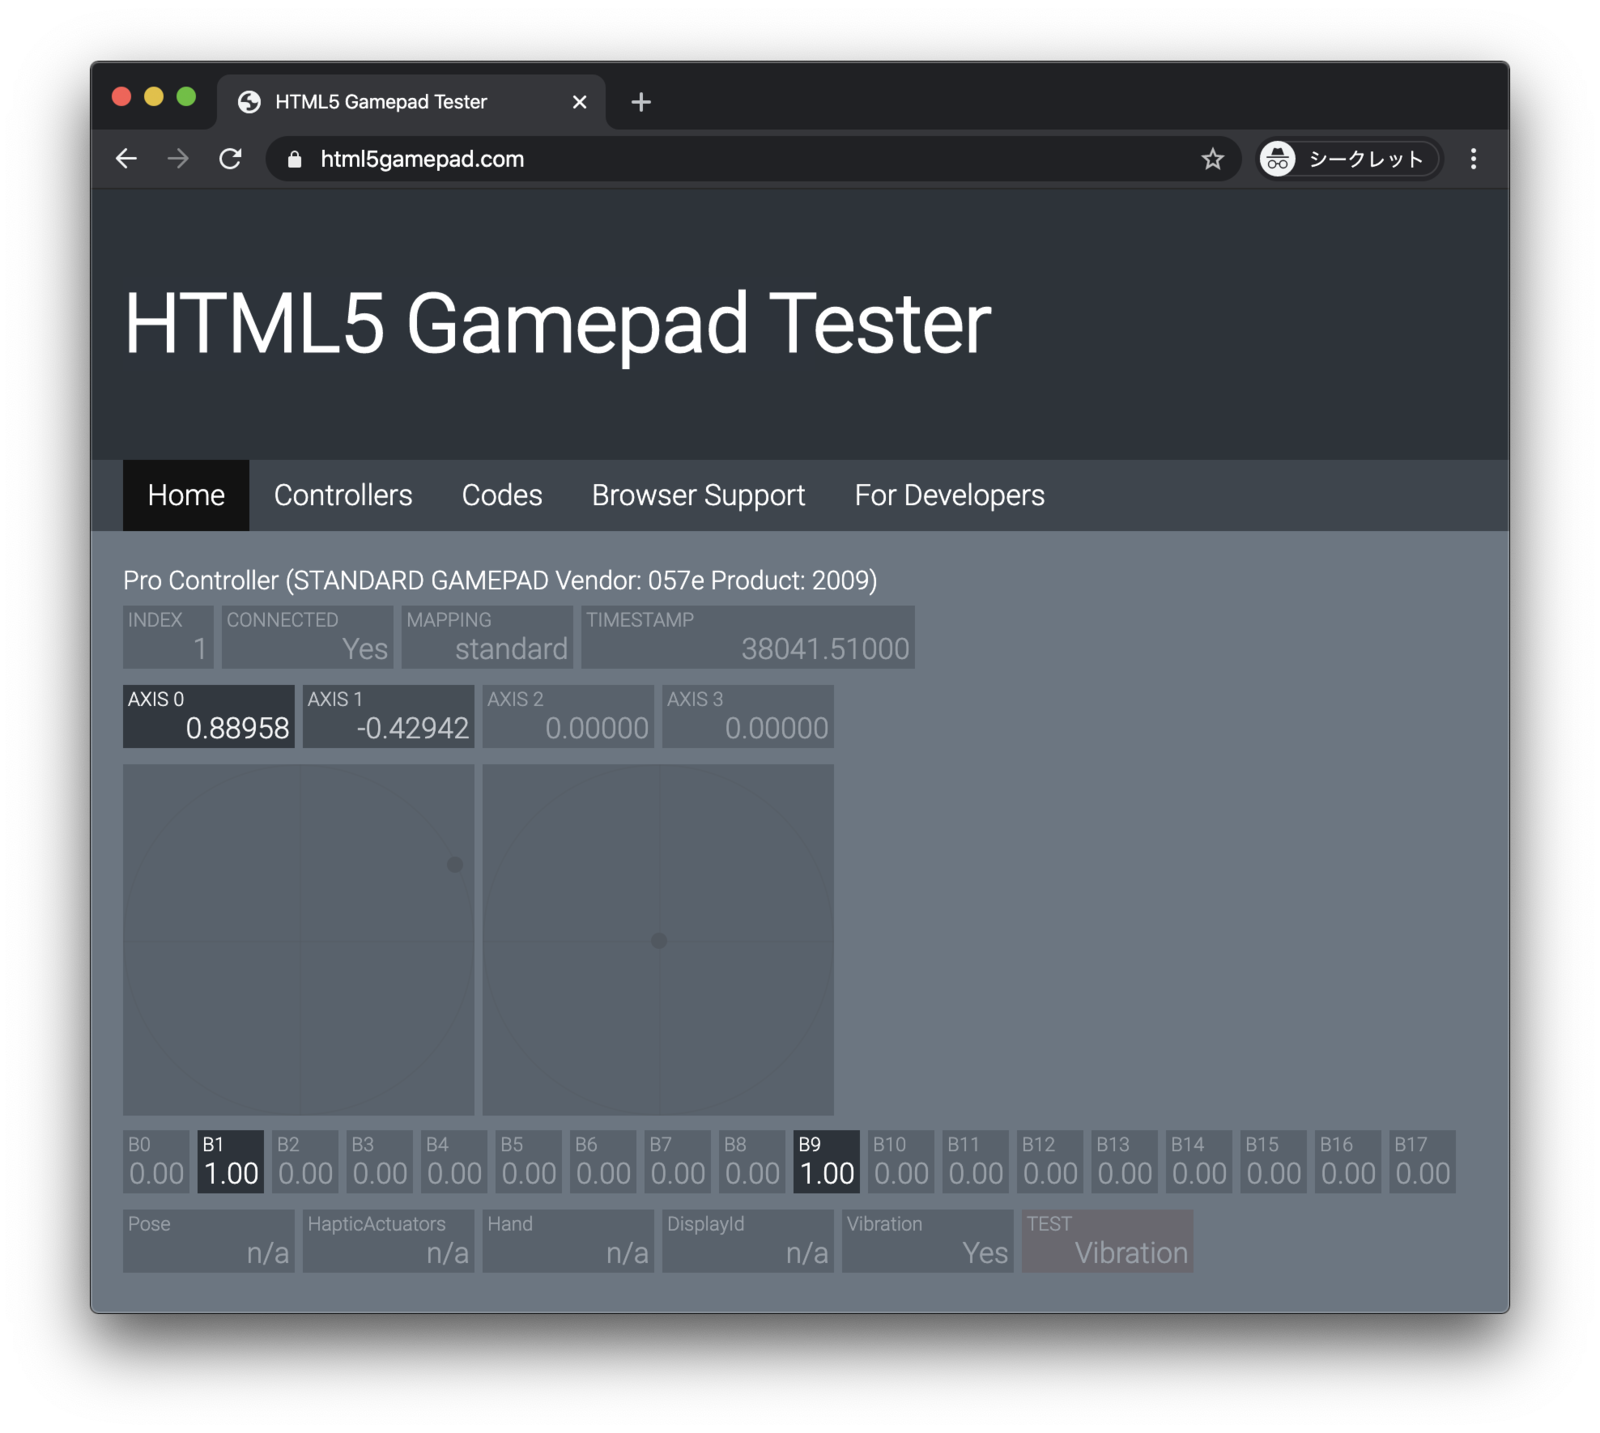 HTML5 Gamepad Tester
html5gamepad.com
シークレット
HTML5 Gamepad Tester
Home Controllers Codes Browser Support For Developers
Pro Controller (STANDARD GAMEPAD Vendor: 057e Product: 2009)
INDEX CONNECTED MAPPING TIMESTAMP
1 Yes standard 38041.51000
AXIS 0 AXIS 1 AXIS 2 AXIS 3
0.88958 -0.42942 0.00000 0.00000
B0 B1 B2 B3 B4 B5 B6 B7 B8 B9 B10 B11 B12 B13 B14 B15 B16 B17
0.00 1.00 0.00 0.00 0.00 0.00 0.00 0.00 0.00 1.00 0.00 0.00 0.00 0.00 0.00 0.00 0.00 0.00
Pose HapticActuators Hand DisplayId Vibration TEST
n/a n/a n/a n/a Yes Vibration